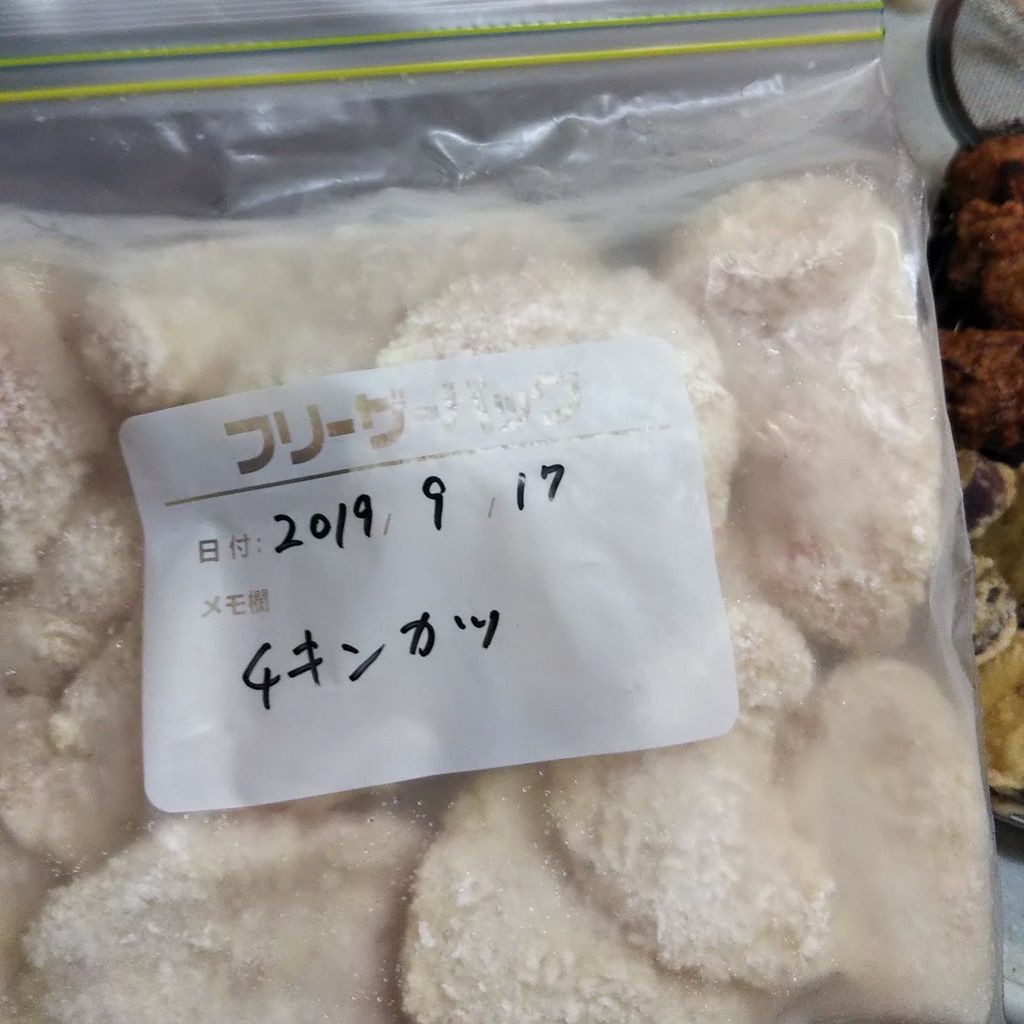 フリーザーバッグ
日付: 2019 / 9 / 17
メモ欄
チキンカツ